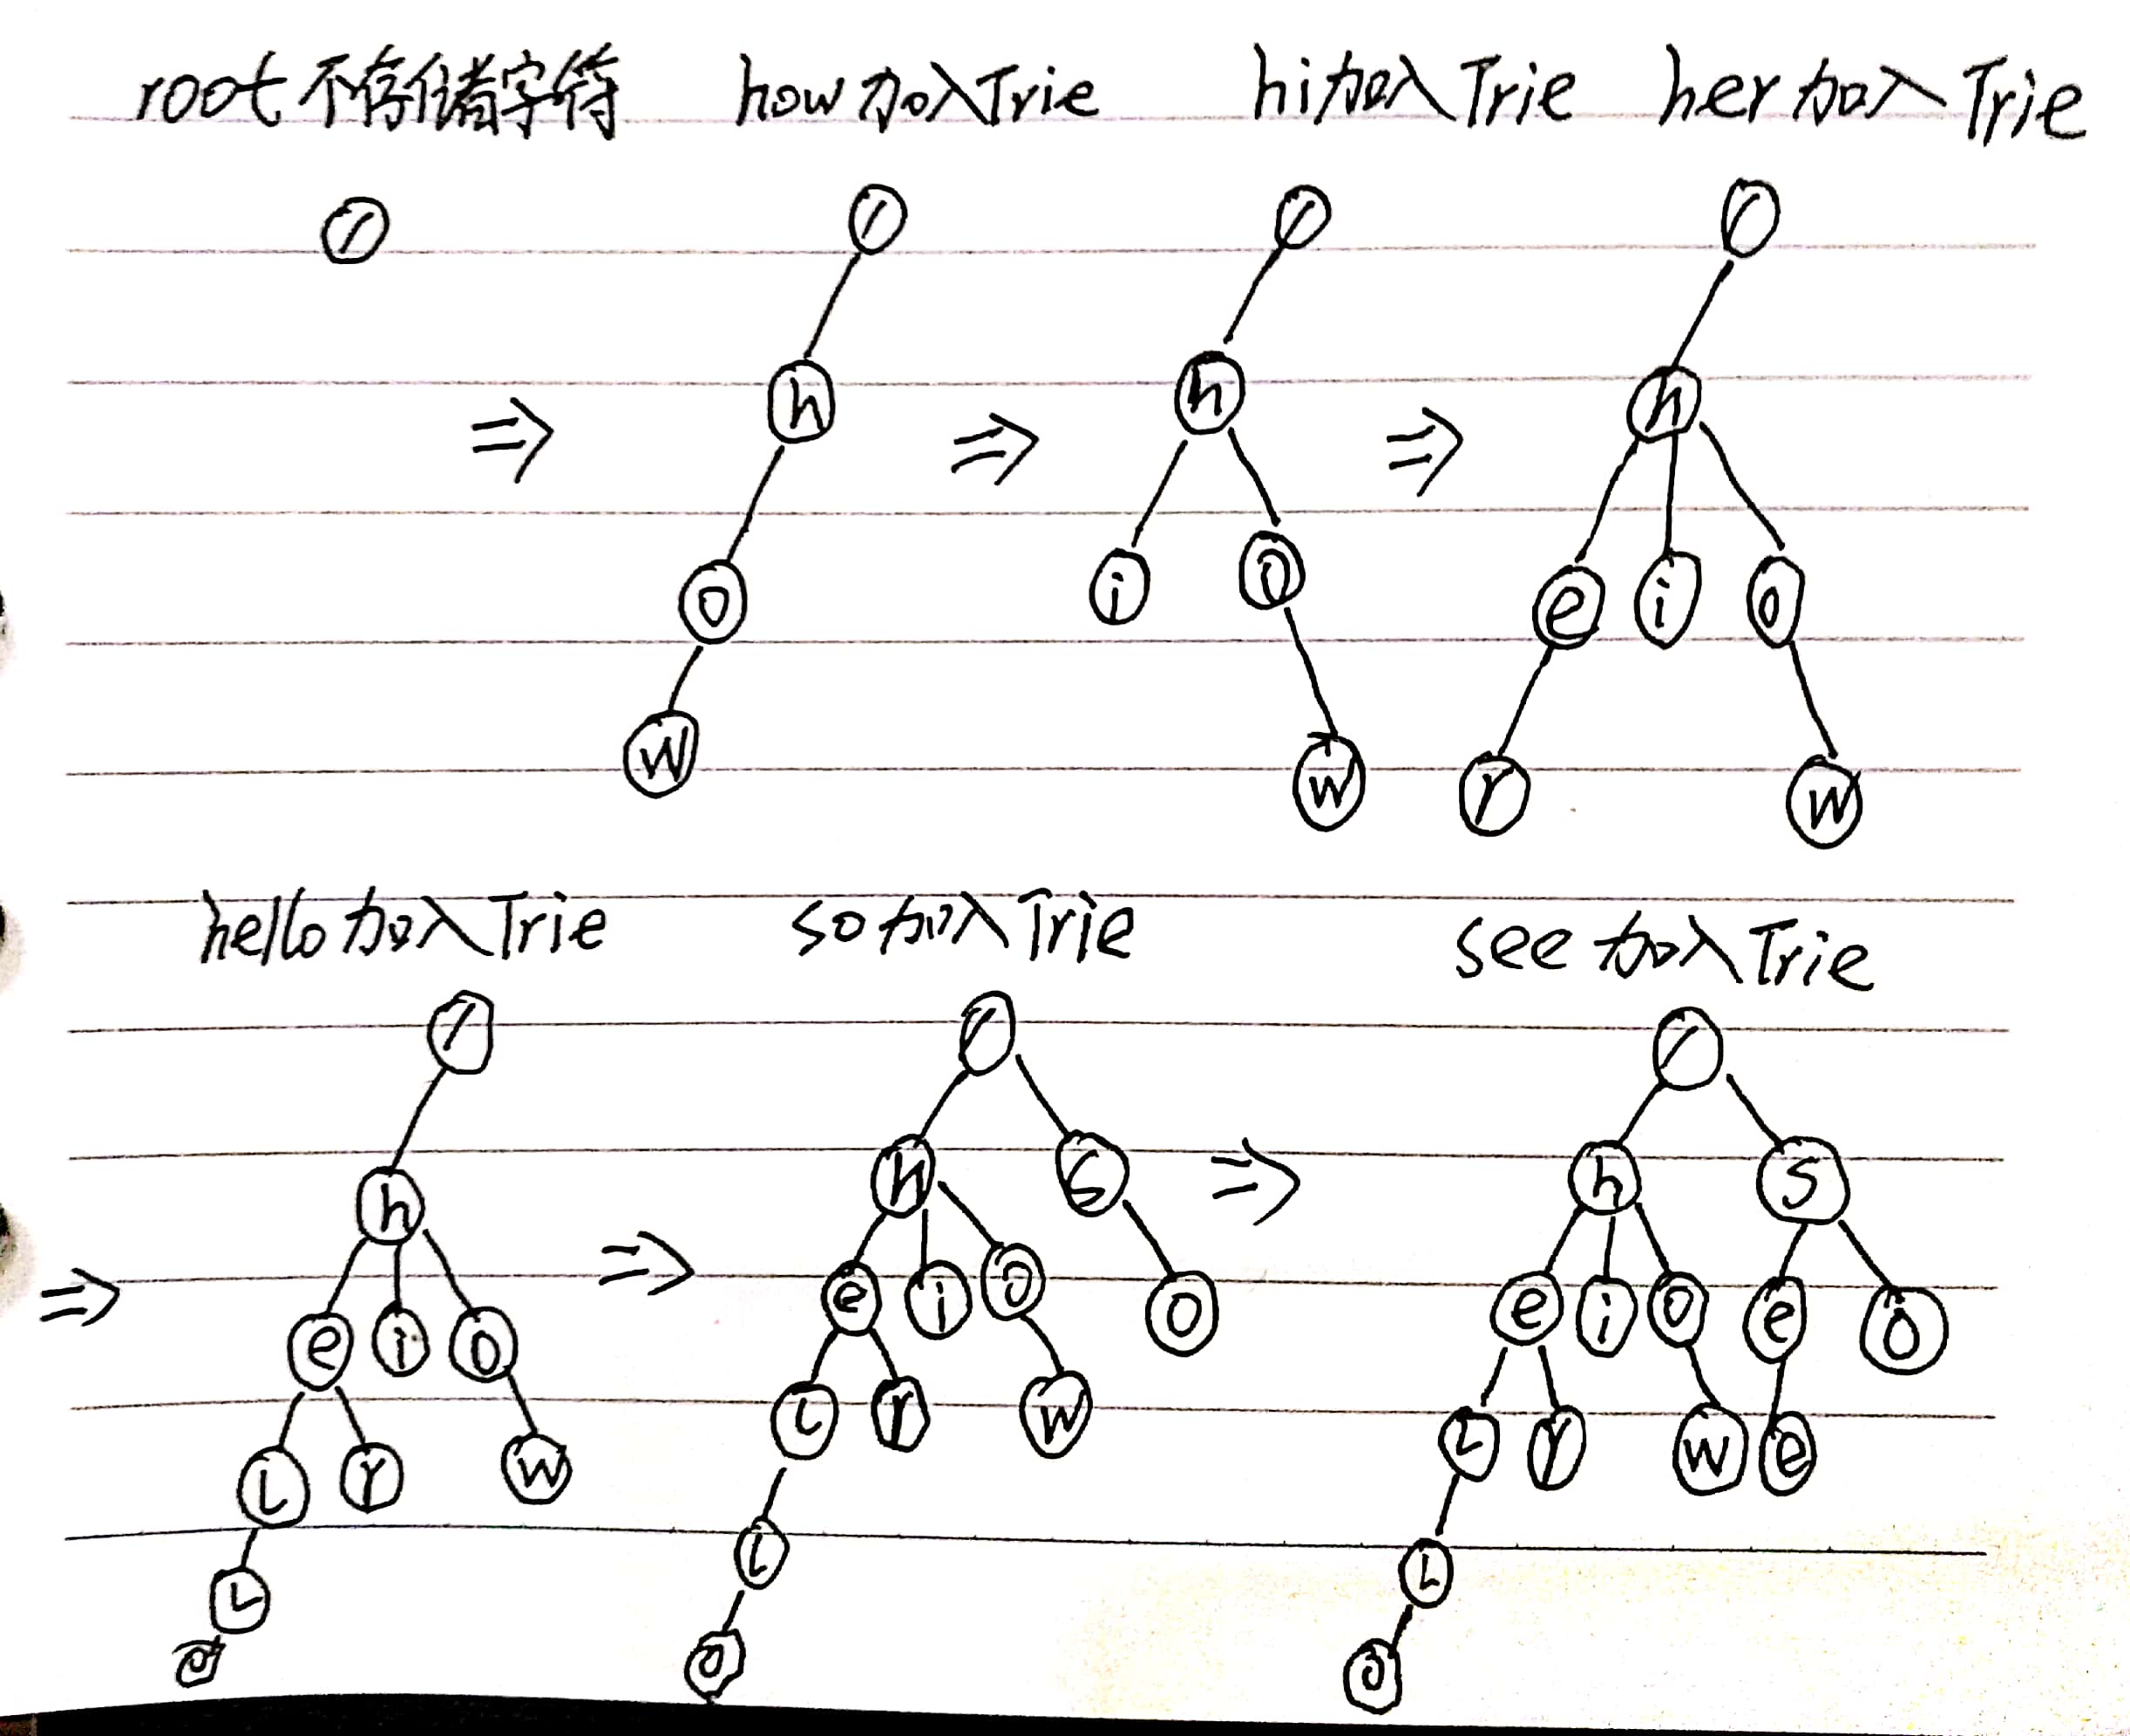 root不存储字符 how加入Trie hi加入Trie her加入Trie
/ / / /
h h h
o i o e i o
w w r w
hello加入Trie so加入Trie see加入Trie
/ / /
h h s h s
e i o e i o o e i o e o
L r w L r w L r w e
L L L
o o o